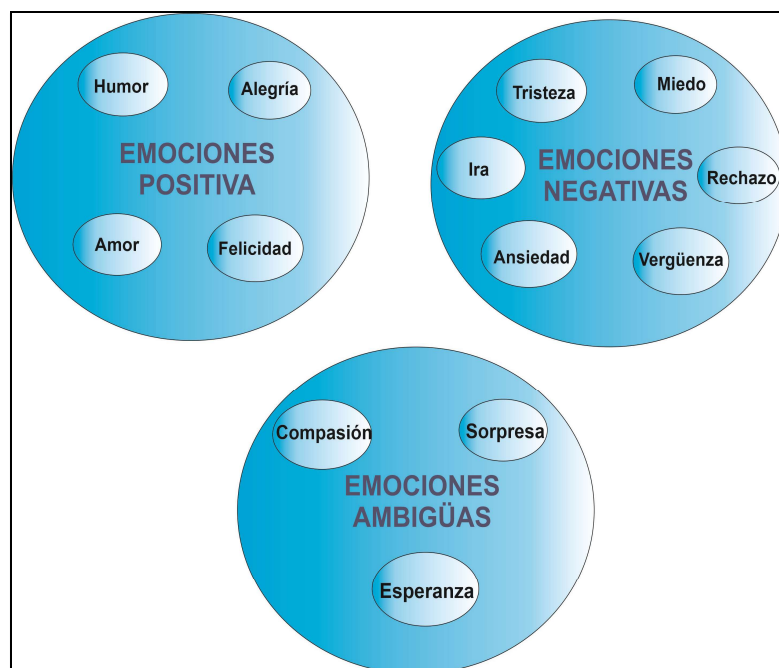 Humor
Alegría
EMOCIONES
POSITIVA
Amor
Felicidad
Tristeza
Miedo
Ira
EMOCIONES
NEGATIVAS
Rechazo
Ansiedad
Vergüenza
Compasión
Sorpresa
EMOCIONES
AMBIGÜAS
Esperanza